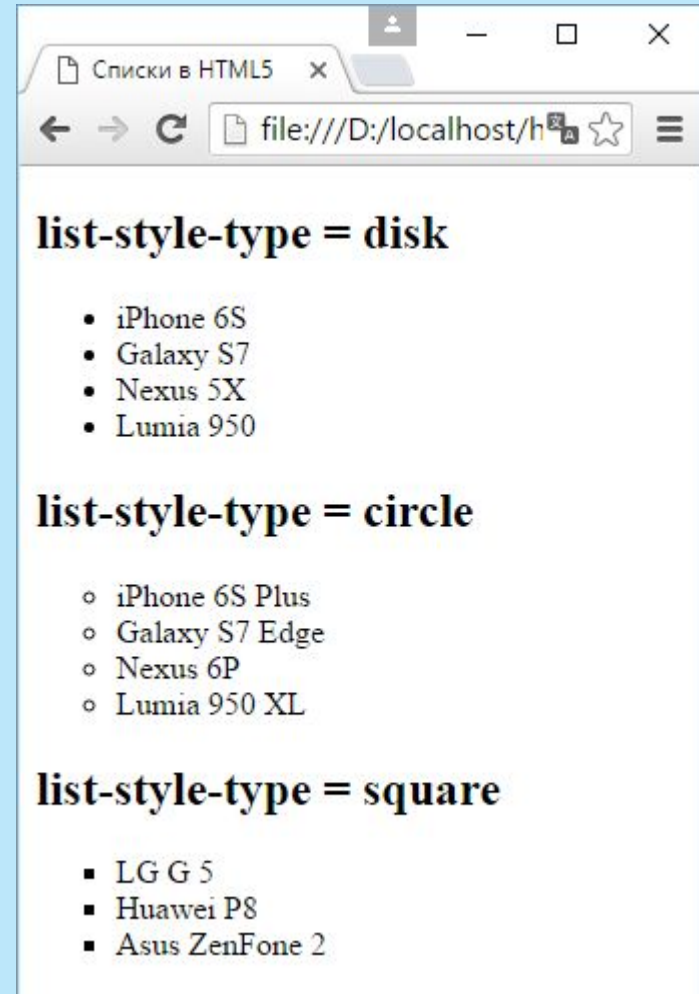 Списки в HTML5
file:///D:/localhost/h
list-style-type = disk
iPhone 6S
Galaxy S7
Nexus 5X
Lumia 950
list-style-type = circle
iPhone 6S Plus
Galaxy S7 Edge
Nexus 6P
Lumia 950 XL
list-style-type = square
LG G 5
Huawei P8
Asus ZenFone 2